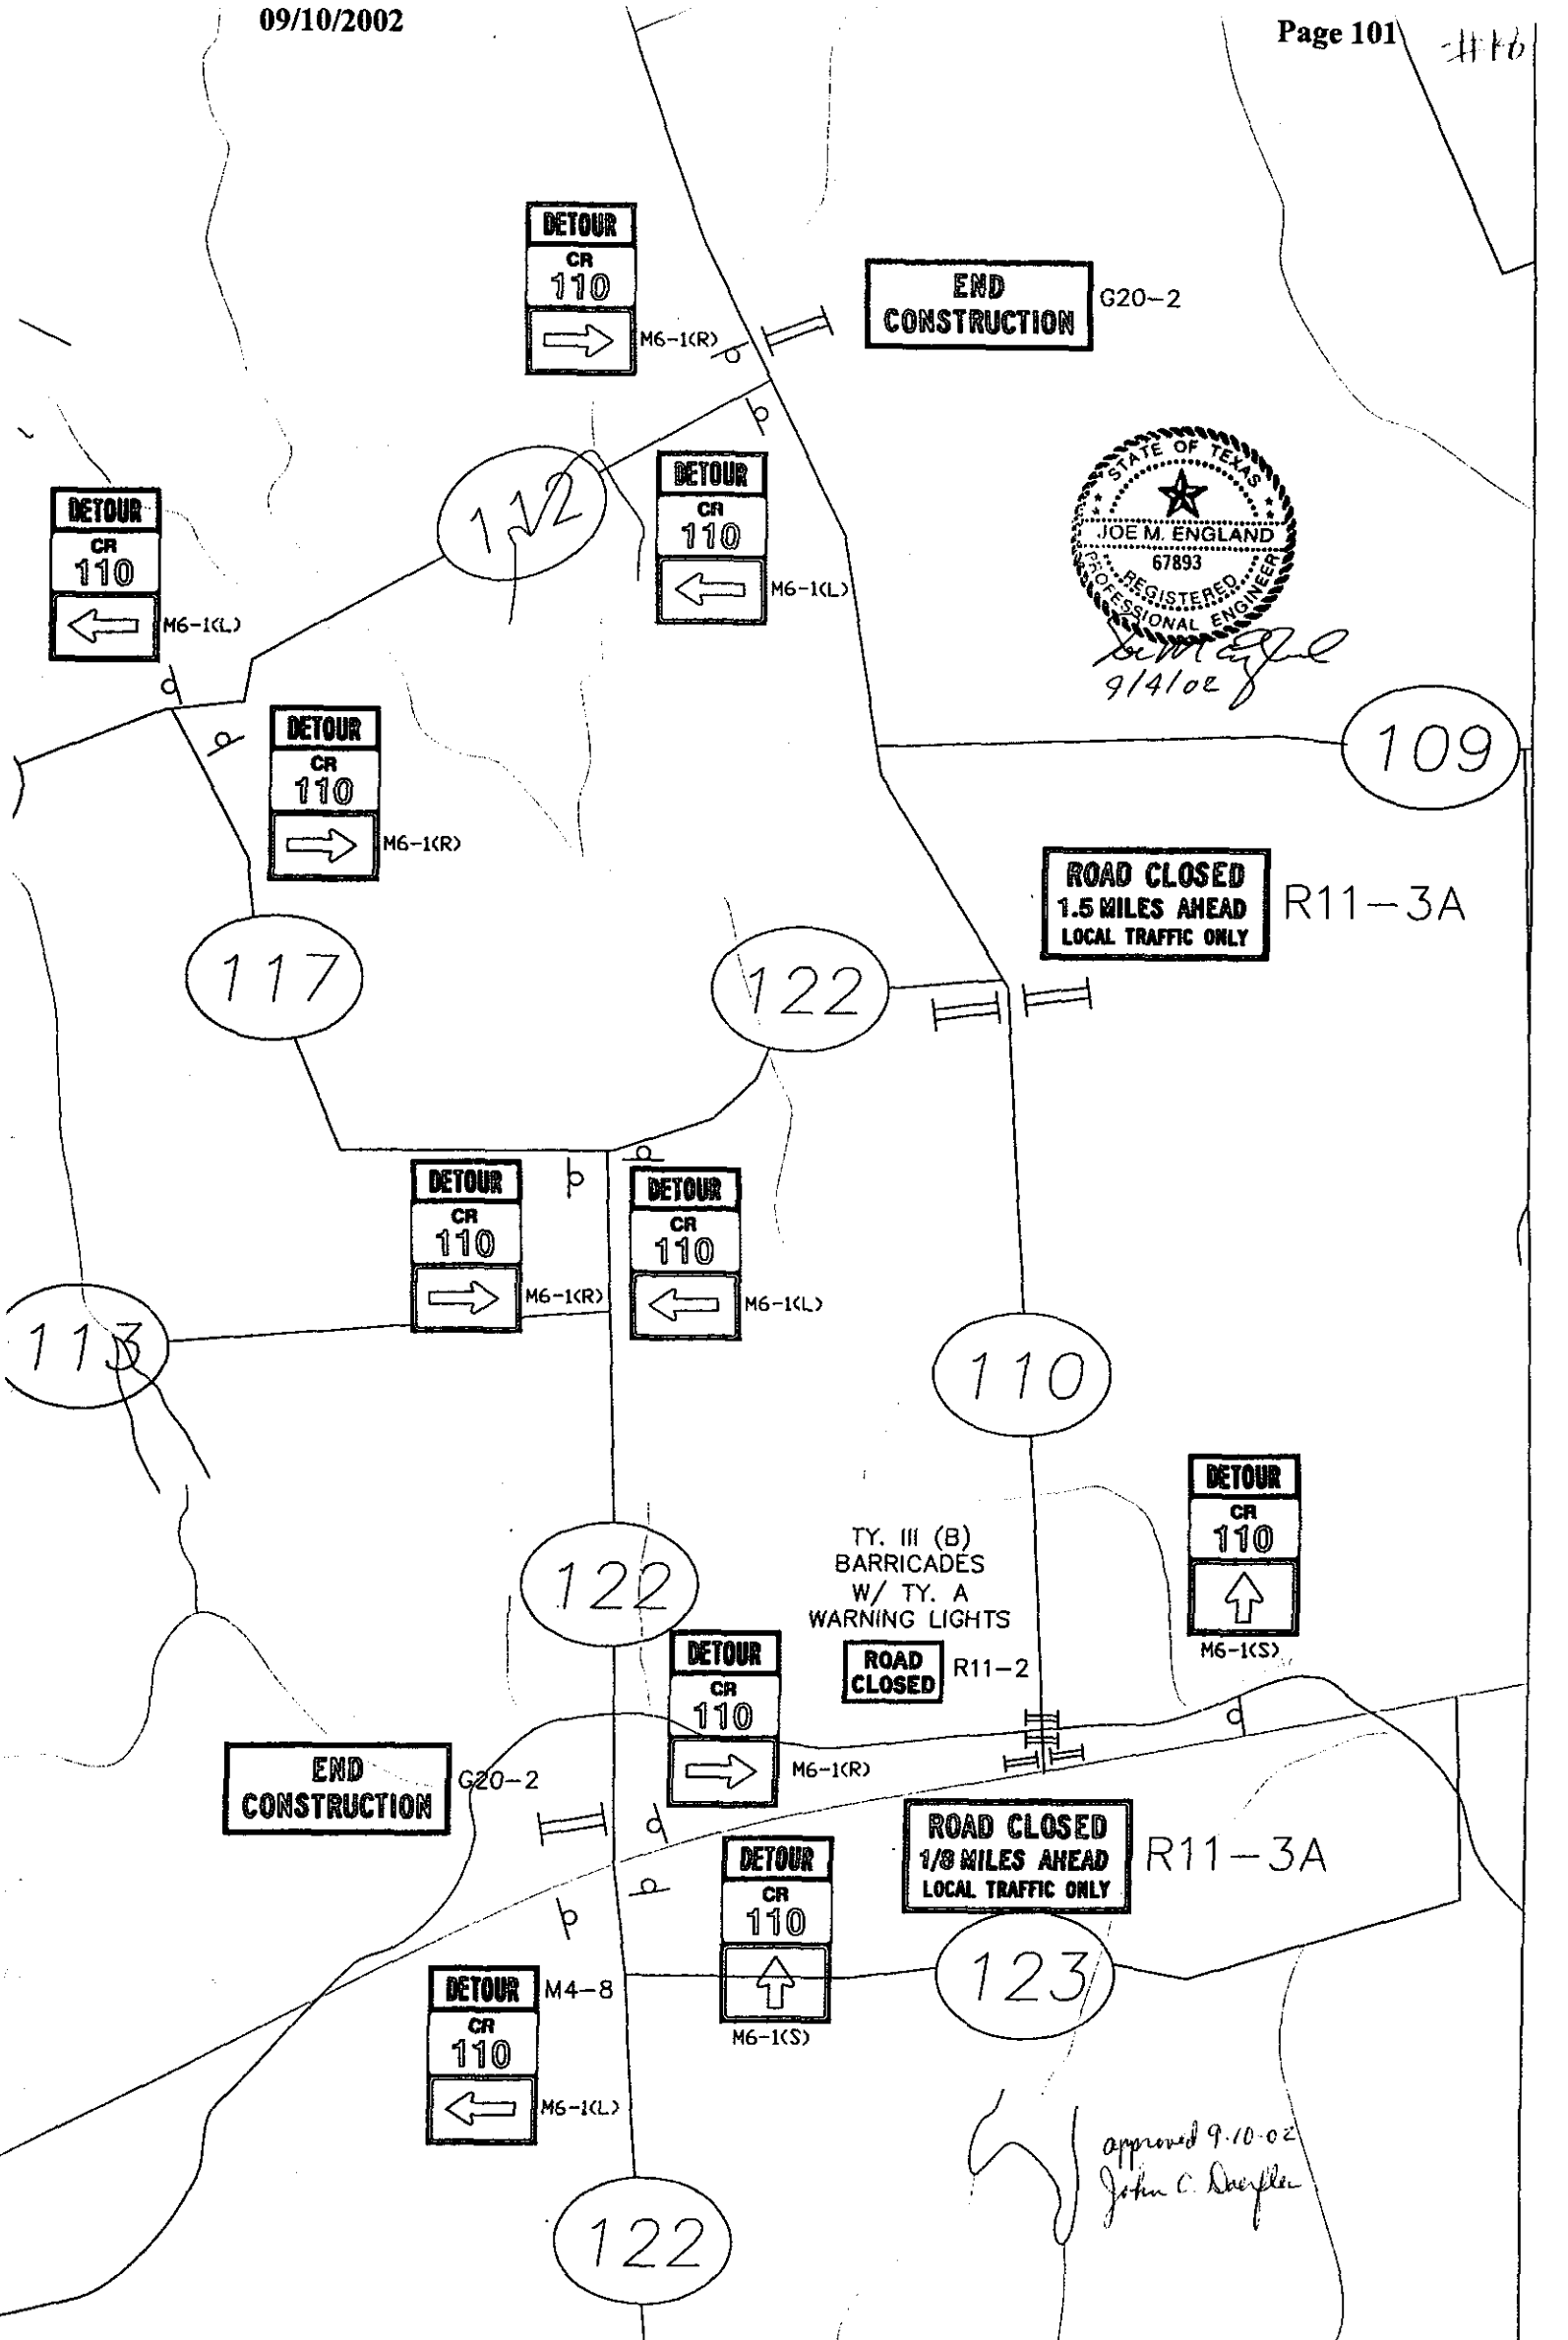 09/10/2002
Page 101
#16
DETOUR
CR
110
M6-1(R)
END
CONSTRUCTION
G20-2
112
DETOUR
CR
110
M6-1(L)
STATE OF TEXAS
JOE M. ENGLAND
67893
REGISTERED
PROFESSIONAL ENGINEER
9/4/02
DETOUR
CR
110
M6-1(L)
DETOUR
CR
110
M6-1(R)
109
ROAD CLOSED
1.5 MILES AHEAD
LOCAL TRAFFIC ONLY
R11-3A
117
122
DETOUR
CR
110
M6-1(R)
DETOUR
CR
110
M6-1(L)
113
110
DETOUR
CR
110
M6-1(S)
122
TY. III (B)
BARRICADES
W/ TY. A
WARNING LIGHTS
ROAD
CLOSED
R11-2
DETOUR
CR
110
M6-1(R)
END
CONSTRUCTION
G20-2
ROAD CLOSED
1/8 MILES AHEAD
LOCAL TRAFFIC ONLY
R11-3A
DETOUR
CR
110
M6-1(S)
123
DETOUR
M4-8
CR
110
M6-1(L)
approved 9-10-02
John C. Doerfler
122